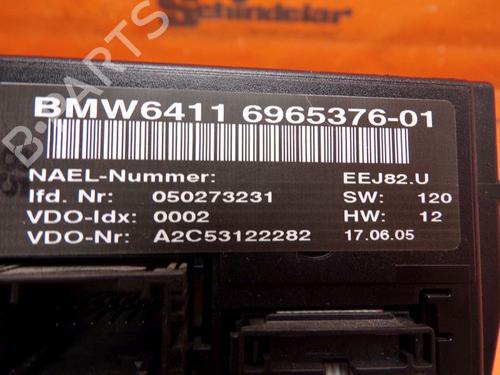 Schindelar
BMW6411 6965376-01
NAEL-Nummer: EEJ82.U
lfd. Nr: 050273231 SW: 120
VDO-Idx: 0002 HW: 12
VDO-Nr: A2C53122282 17.06.05
B-PARTS